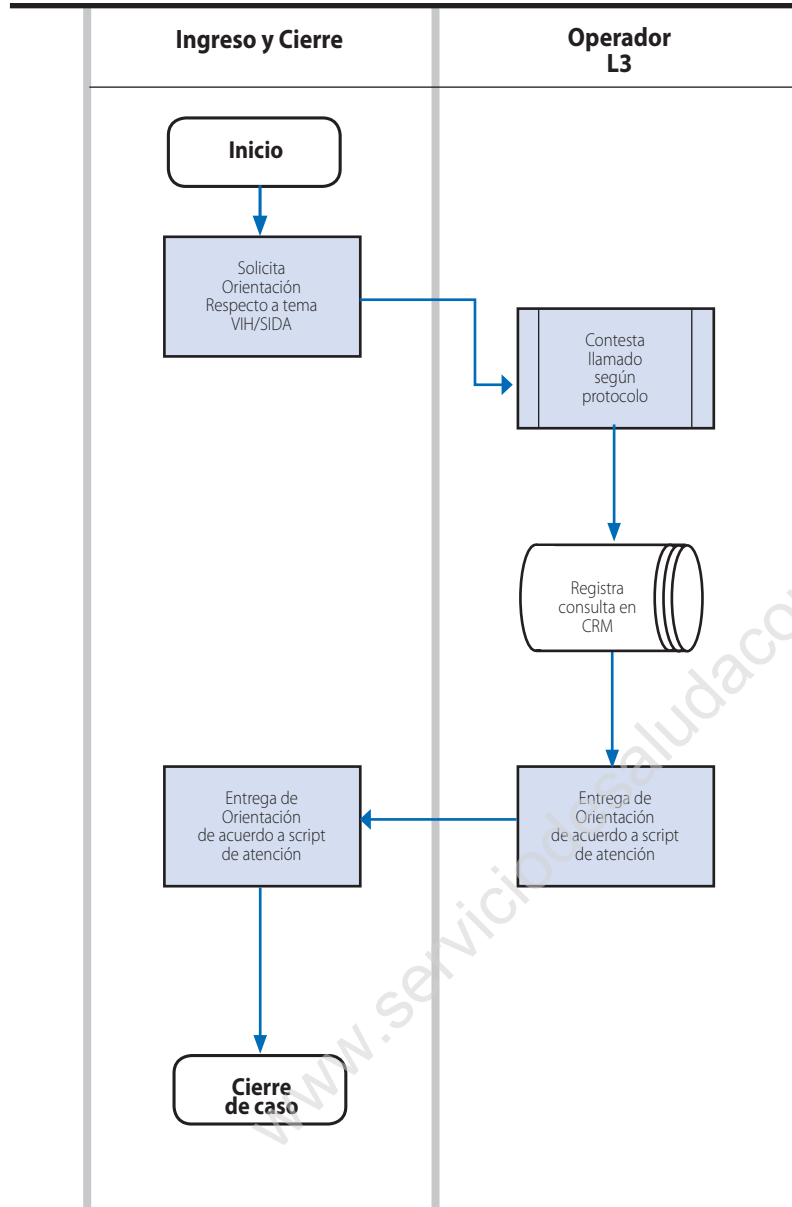 Ingreso y Cierre
Operador
L3
Inicio
Solicita
Orientación
Respecto a tema
VIH/SIDA
Contesta
llamado
según
protocolo
Registra
consulta en
CRM
Entrega de
Orientación
de acuerdo a script
de atención
Entrega de
Orientación
de acuerdo a script
de atención
Cierre
de caso
www.serviciodesaludacon